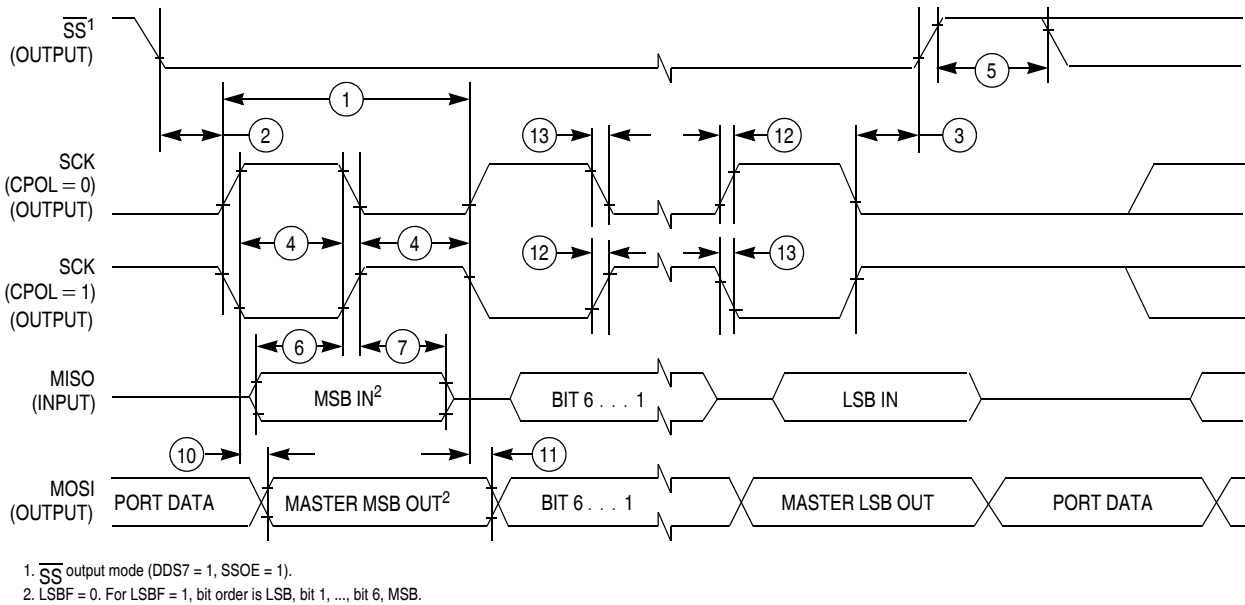 SS¹
(OUTPUT)
5
1
2
13
12
3
SCK
(CPOL = 0)
(OUTPUT)
4
4
12
13
SCK
(CPOL = 1)
(OUTPUT)
6
7
MISO
(INPUT)
MSB IN²
BIT 6 . . . 1
LSB IN
10
11
MOSI
(OUTPUT)
PORT DATA
MASTER MSB OUT²
BIT 6 . . . 1
MASTER LSB OUT
PORT DATA
1. SS output mode (DDS7 = 1, SSOE = 1).
2. LSBF = 0. For LSBF = 1, bit order is LSB, bit 1, ..., bit 6, MSB.